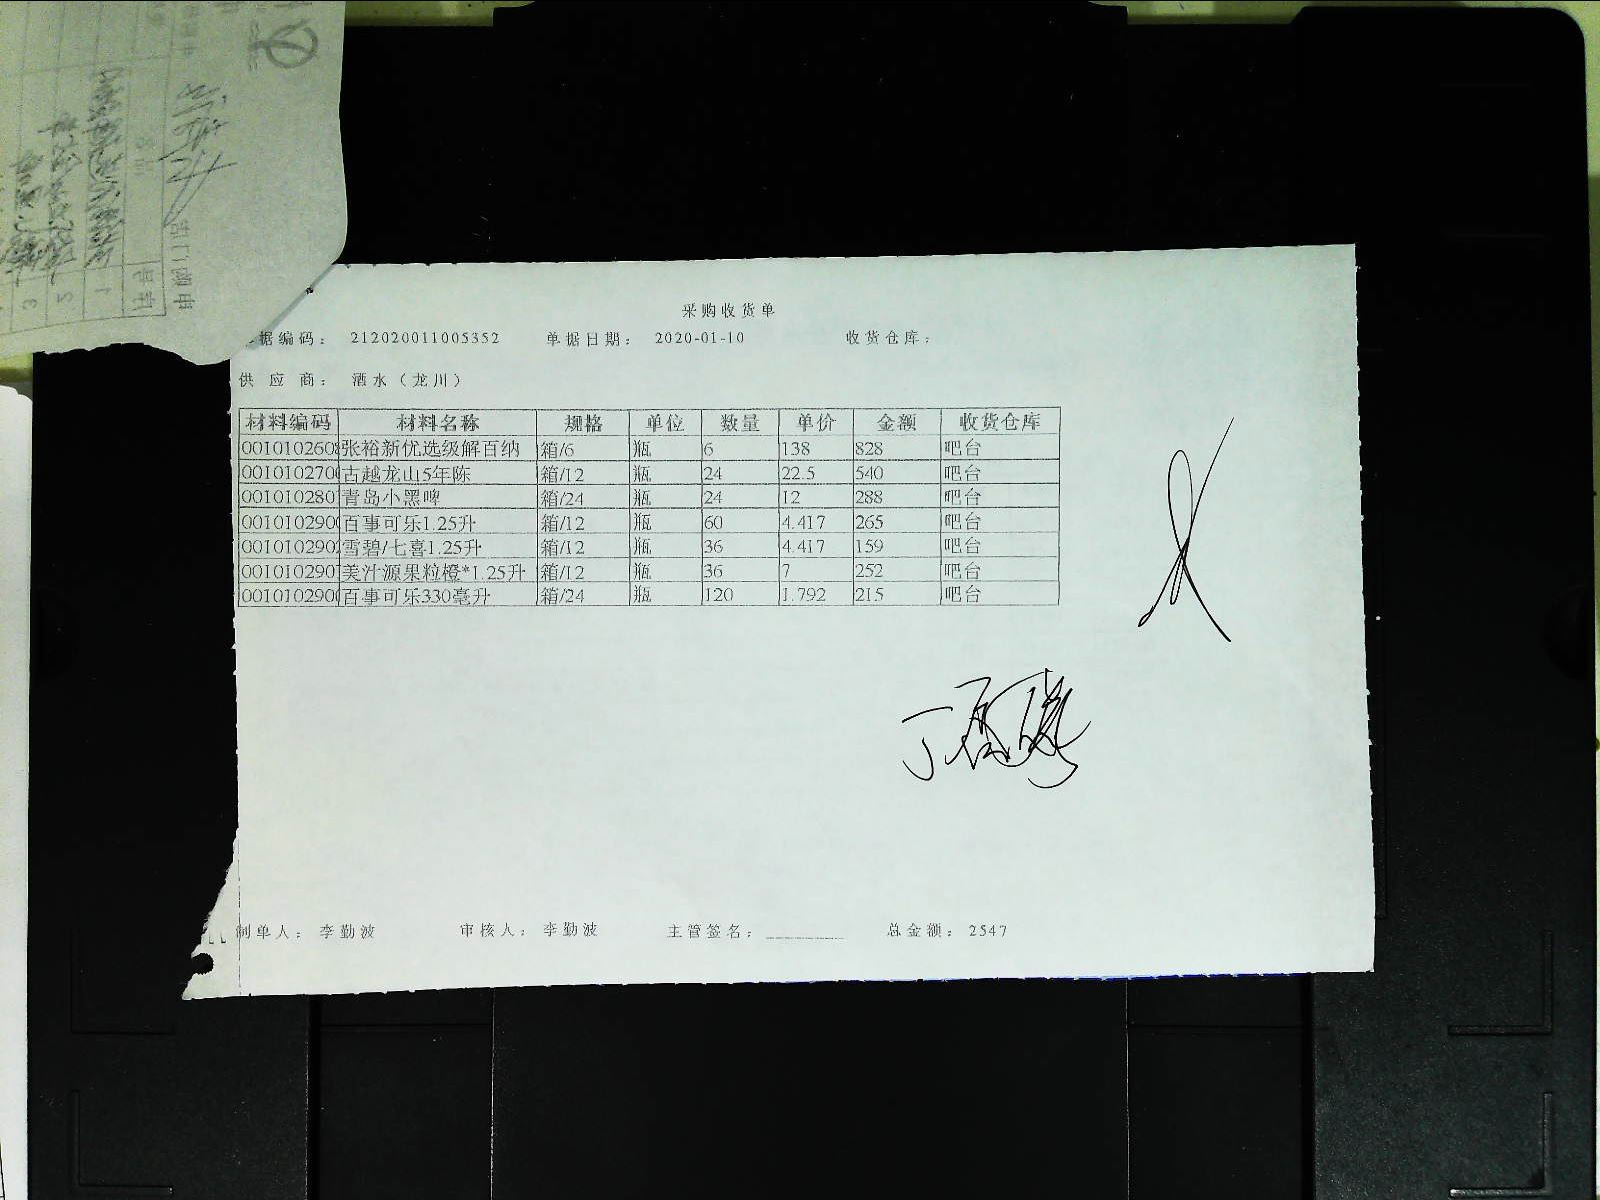 采购收货单
据编码： 212020011005352 单据日期： 2020-01-10 收货仓库：
供 应 商： 酒水（龙川）
材料编码 材料名称 规格 单位 数量 单价 金额 收货仓库
001010260 张裕新优选级解百纳 箱/6 瓶 6 138 828 吧台
001010270 古越龙山5年陈 箱/12 瓶 24 22.5 540 吧台
001010280 青岛小黑啤 箱/24 瓶 24 12 288 吧台
001010290 百事可乐1.25升 箱/12 瓶 60 4.417 265 吧台
001010290 雪碧/七喜1.25升 箱/12 瓶 36 4.417 159 吧台
001010290 美汁源果粒橙*1.25升 箱/12 瓶 36 7 252 吧台
001010290 百事可乐330毫升 箱/24 瓶 120 1.792 215 吧台
制单人： 李勤波 审核人： 李勤波 主管签名： 总金额： 2547